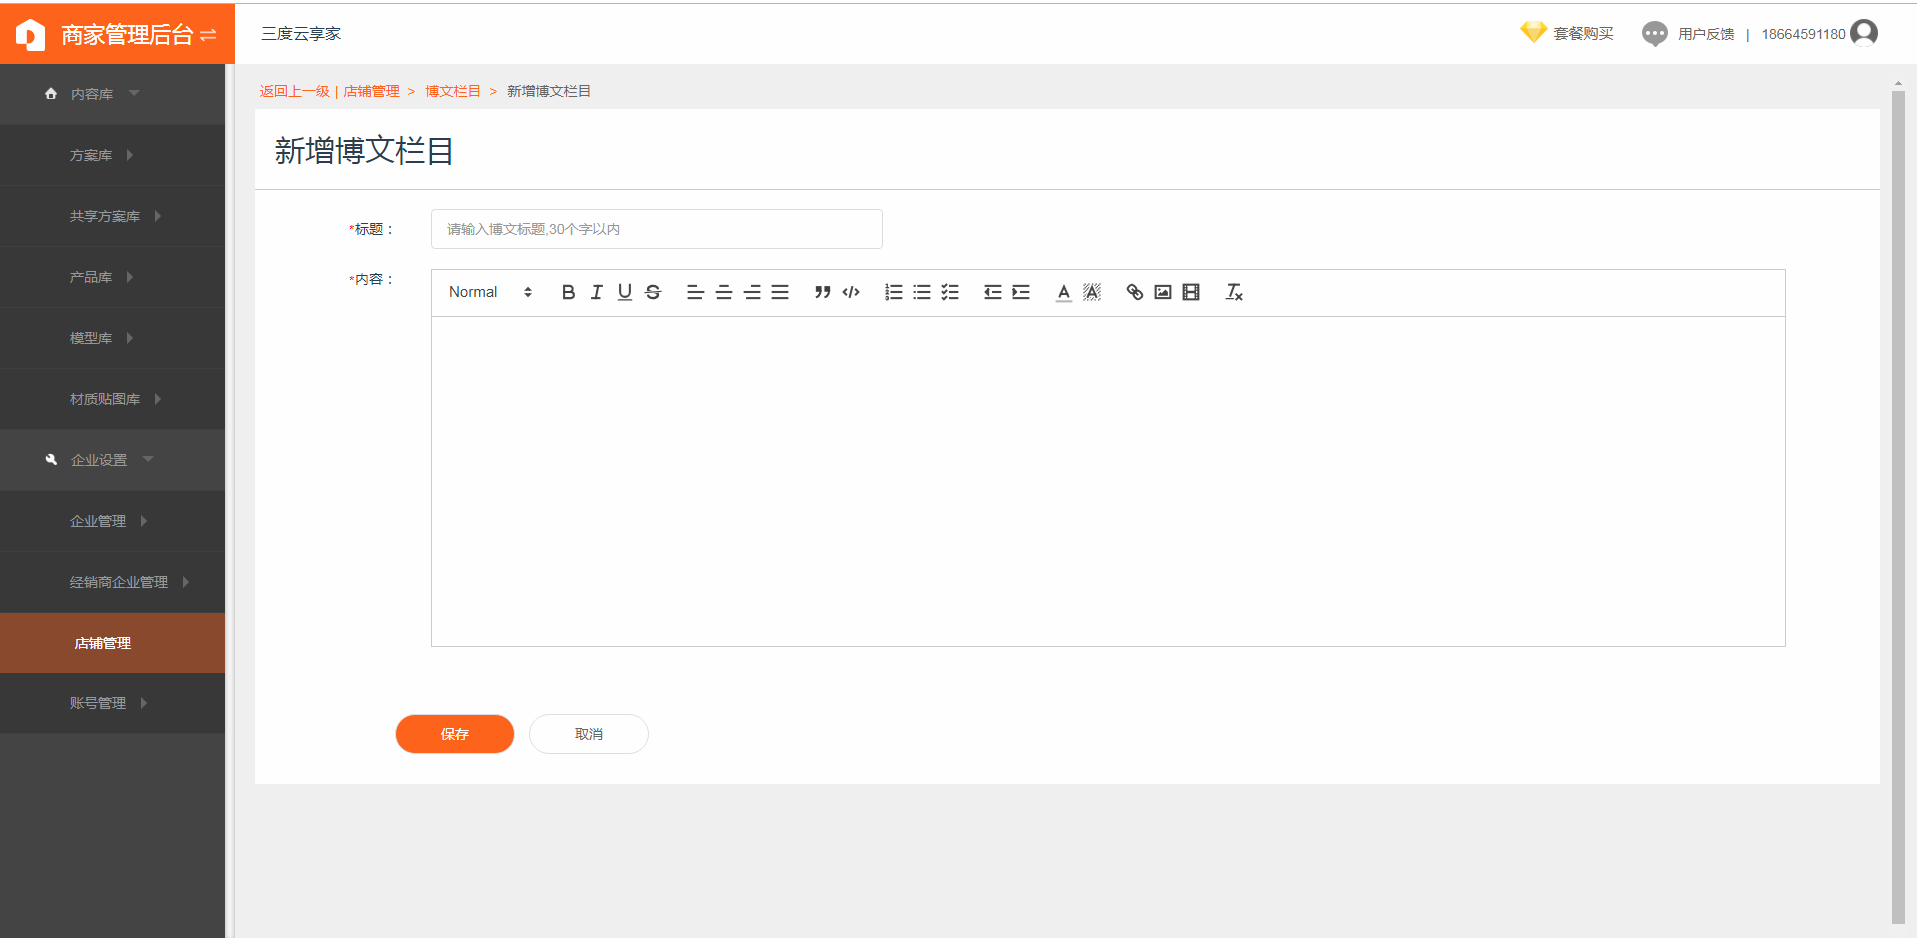 商家管理后台
三度云享家
套餐购买
用户反馈 | 18664591180
内容库
方案库
共享方案库
产品库
模型库
材质贴图库
企业设置
企业管理
经销商企业管理
店铺管理
账号管理
返回上一级 | 店铺管理 > 博文栏目 > 新增博文栏目
新增博文栏目
*标题：
请输入博文标题,30个字以内
*内容：
Normal
保存
取消